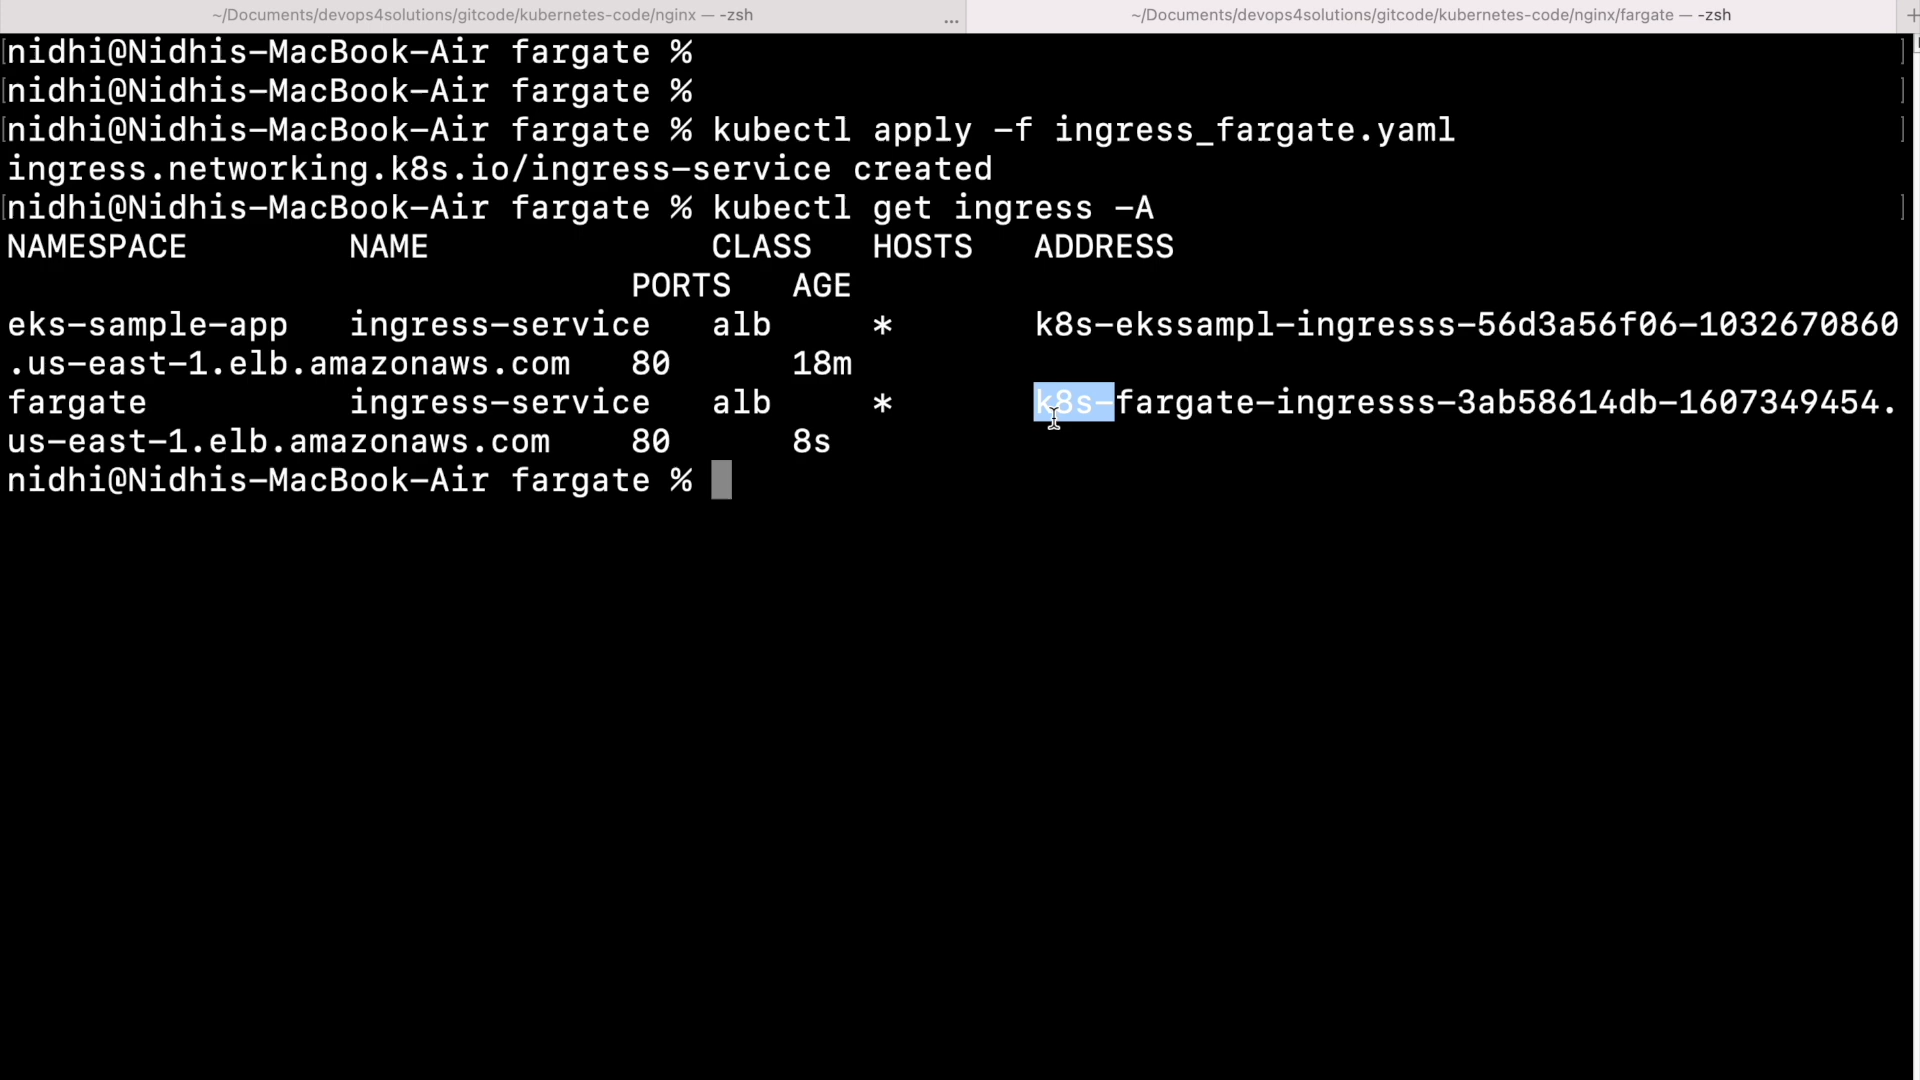 ~/Documents/devops4solutions/gitcode/kubernetes-code/nginx — -zsh ... ~/Documents/devops4solutions/gitcode/kubernetes-code/nginx/fargate — -zsh +
nidhi@Nidhis-MacBook-Air fargate %
nidhi@Nidhis-MacBook-Air fargate %
nidhi@Nidhis-MacBook-Air fargate % kubectl apply -f ingress_fargate.yaml
ingress.networking.k8s.io/ingress-service created
nidhi@Nidhis-MacBook-Air fargate % kubectl get ingress -A
NAMESPACE NAME CLASS HOSTS ADDRESS
PORTS AGE
eks-sample-app ingress-service alb * k8s-ekssampl-ingresss-56d3a56f06-1032670860
.us-east-1.elb.amazonaws.com 80 18m
fargate ingress-service alb * k8s-fargate-ingresss-3ab58614db-1607349454.
us-east-1.elb.amazonaws.com 80 8s
nidhi@Nidhis-MacBook-Air fargate %